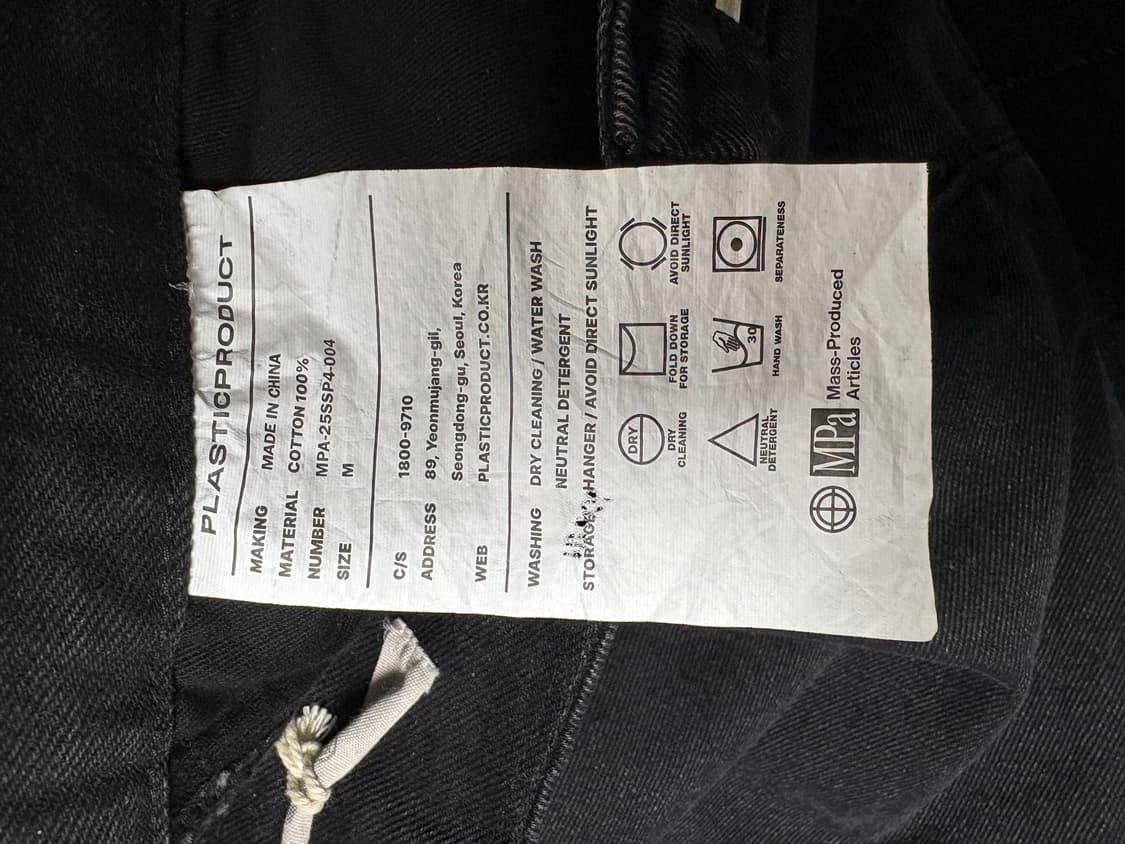 PLASTICPRODUCT
MAKING MADE IN CHINA
MATERIAL COTTON 100%
NUMBER MPA-25SSP4-004
SIZE M
C/S 1800-9710
ADDRESS 89, Yeonmujang-gil,
Seongdong-gu, Seoul, Korea
WEB PLASTICPRODUCT.CO.KR
WASHING DRY CLEANING / WATER WASH
NEUTRAL DETERGENT
STORAGE HANGER / AVOID DIRECT SUNLIGHT
DRY
DRY
CLEANING
FOLD DOWN
FOR STORAGE
AVOID DIRECT
SUNLIGHT
NEUTRAL
DETERGENT
30
HAND WASH
SEPARATENESS
MPa Mass-Produced
Articles